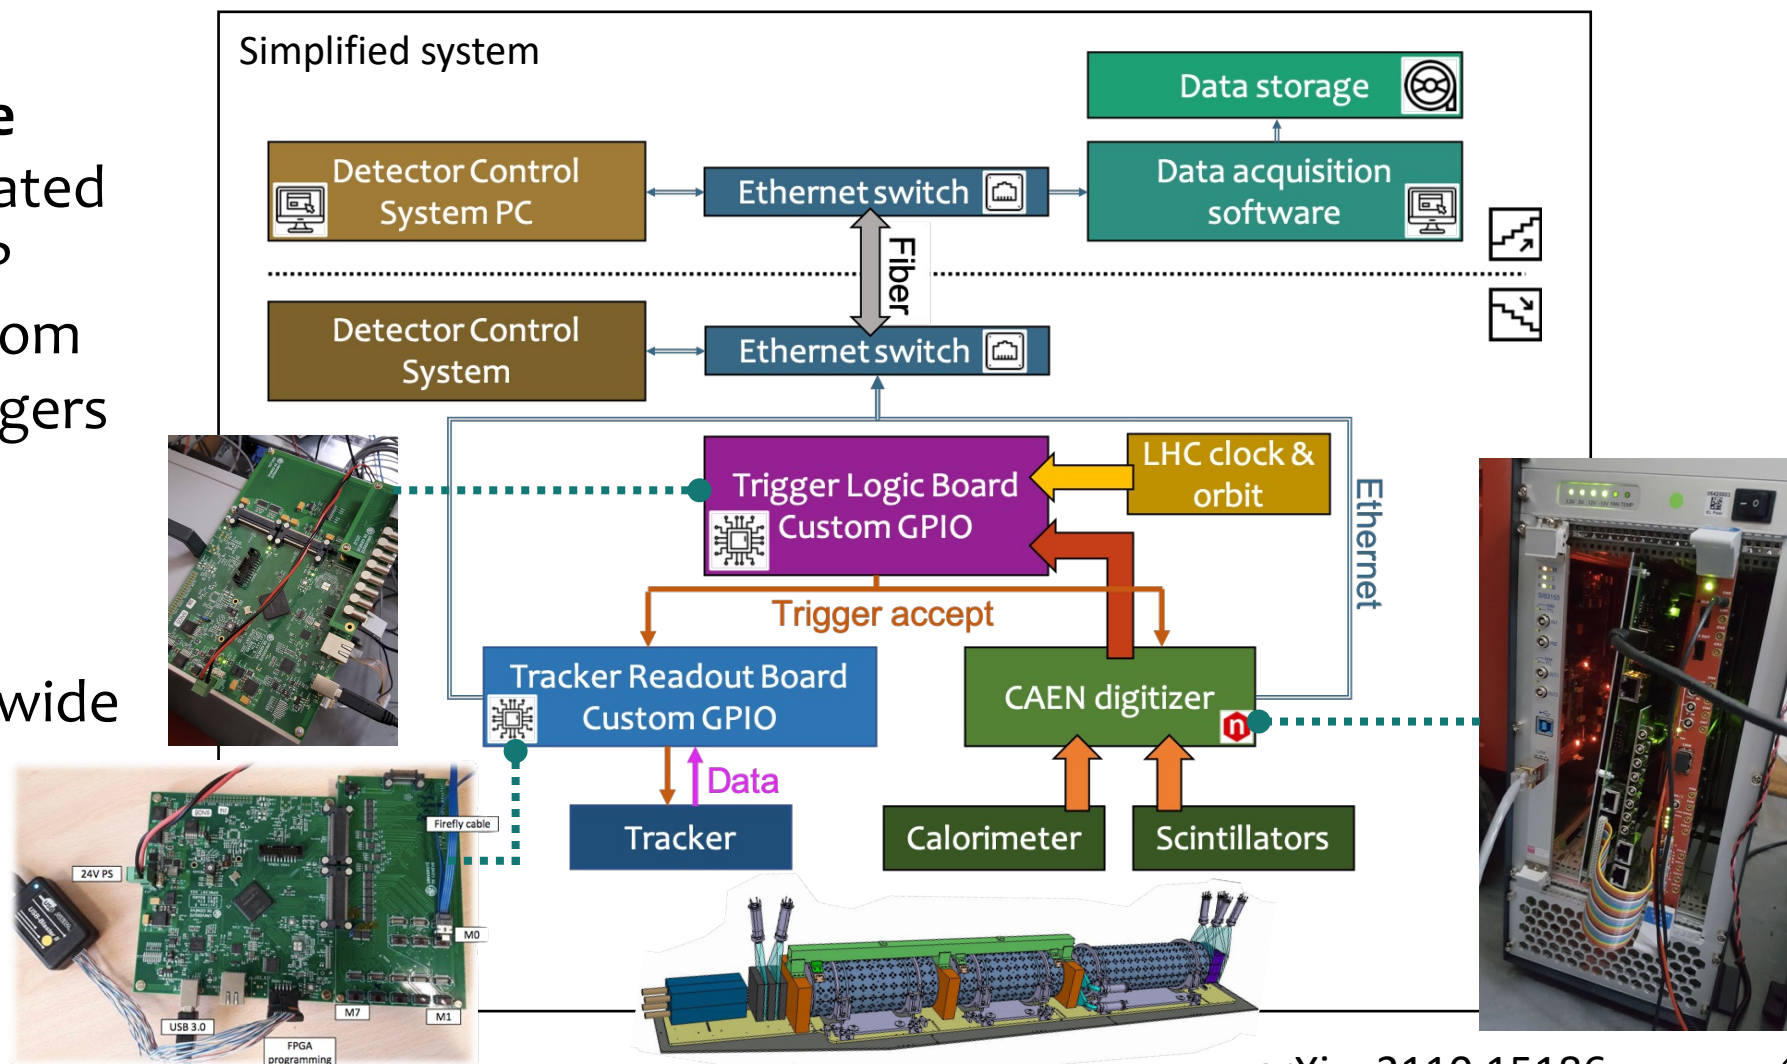 Simplified system
e
ated
?
om
gers
wide
Data storage
Detector Control
System PC
Ethernet switch
Data acquisition
software
Fiber
Detector Control
System
Ethernet switch
Trigger Logic Board
Custom GPIO
LHC clock &
orbit
Ethernet
Trigger accept
Tracker Readout Board
Custom GPIO
CAEN digitizer
n
Data
Tracker
Calorimeter
Scintillators
Firefly cable
24V PS
M0
M7
M1
USB 3.0
FPGA
programming